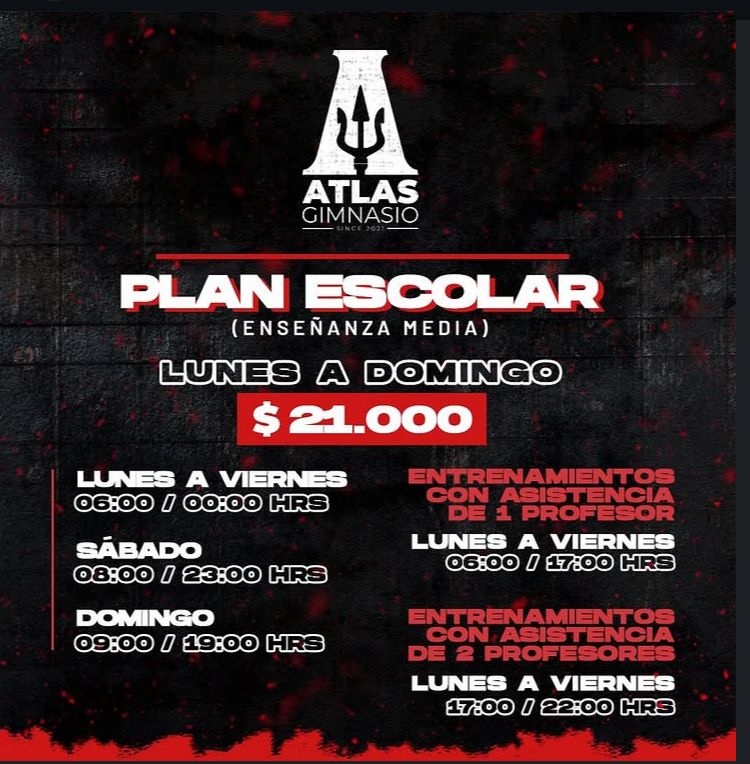 ATLAS
GIMNASIO
SINCE 2021
PLAN ESCOLAR
(ENSEÑANZA MEDIA)
LUNES A DOMINGO
$ 21.000
LUNES A VIERNES
06:00 / 00:00 HRS
SÁBADO
08:00 / 23:00 HRS
DOMINGO
09:00 / 19:00 HRS
ENTRENAMIENTOS
CON ASISTENCIA
DE 1 PROFESOR
LUNES A VIERNES
06:00 / 17:00 HRS
ENTRENAMIENTOS
CON ASISTENCIA
DE 2 PROFESORES
LUNES A VIERNES
17:00 / 22:00 HRS